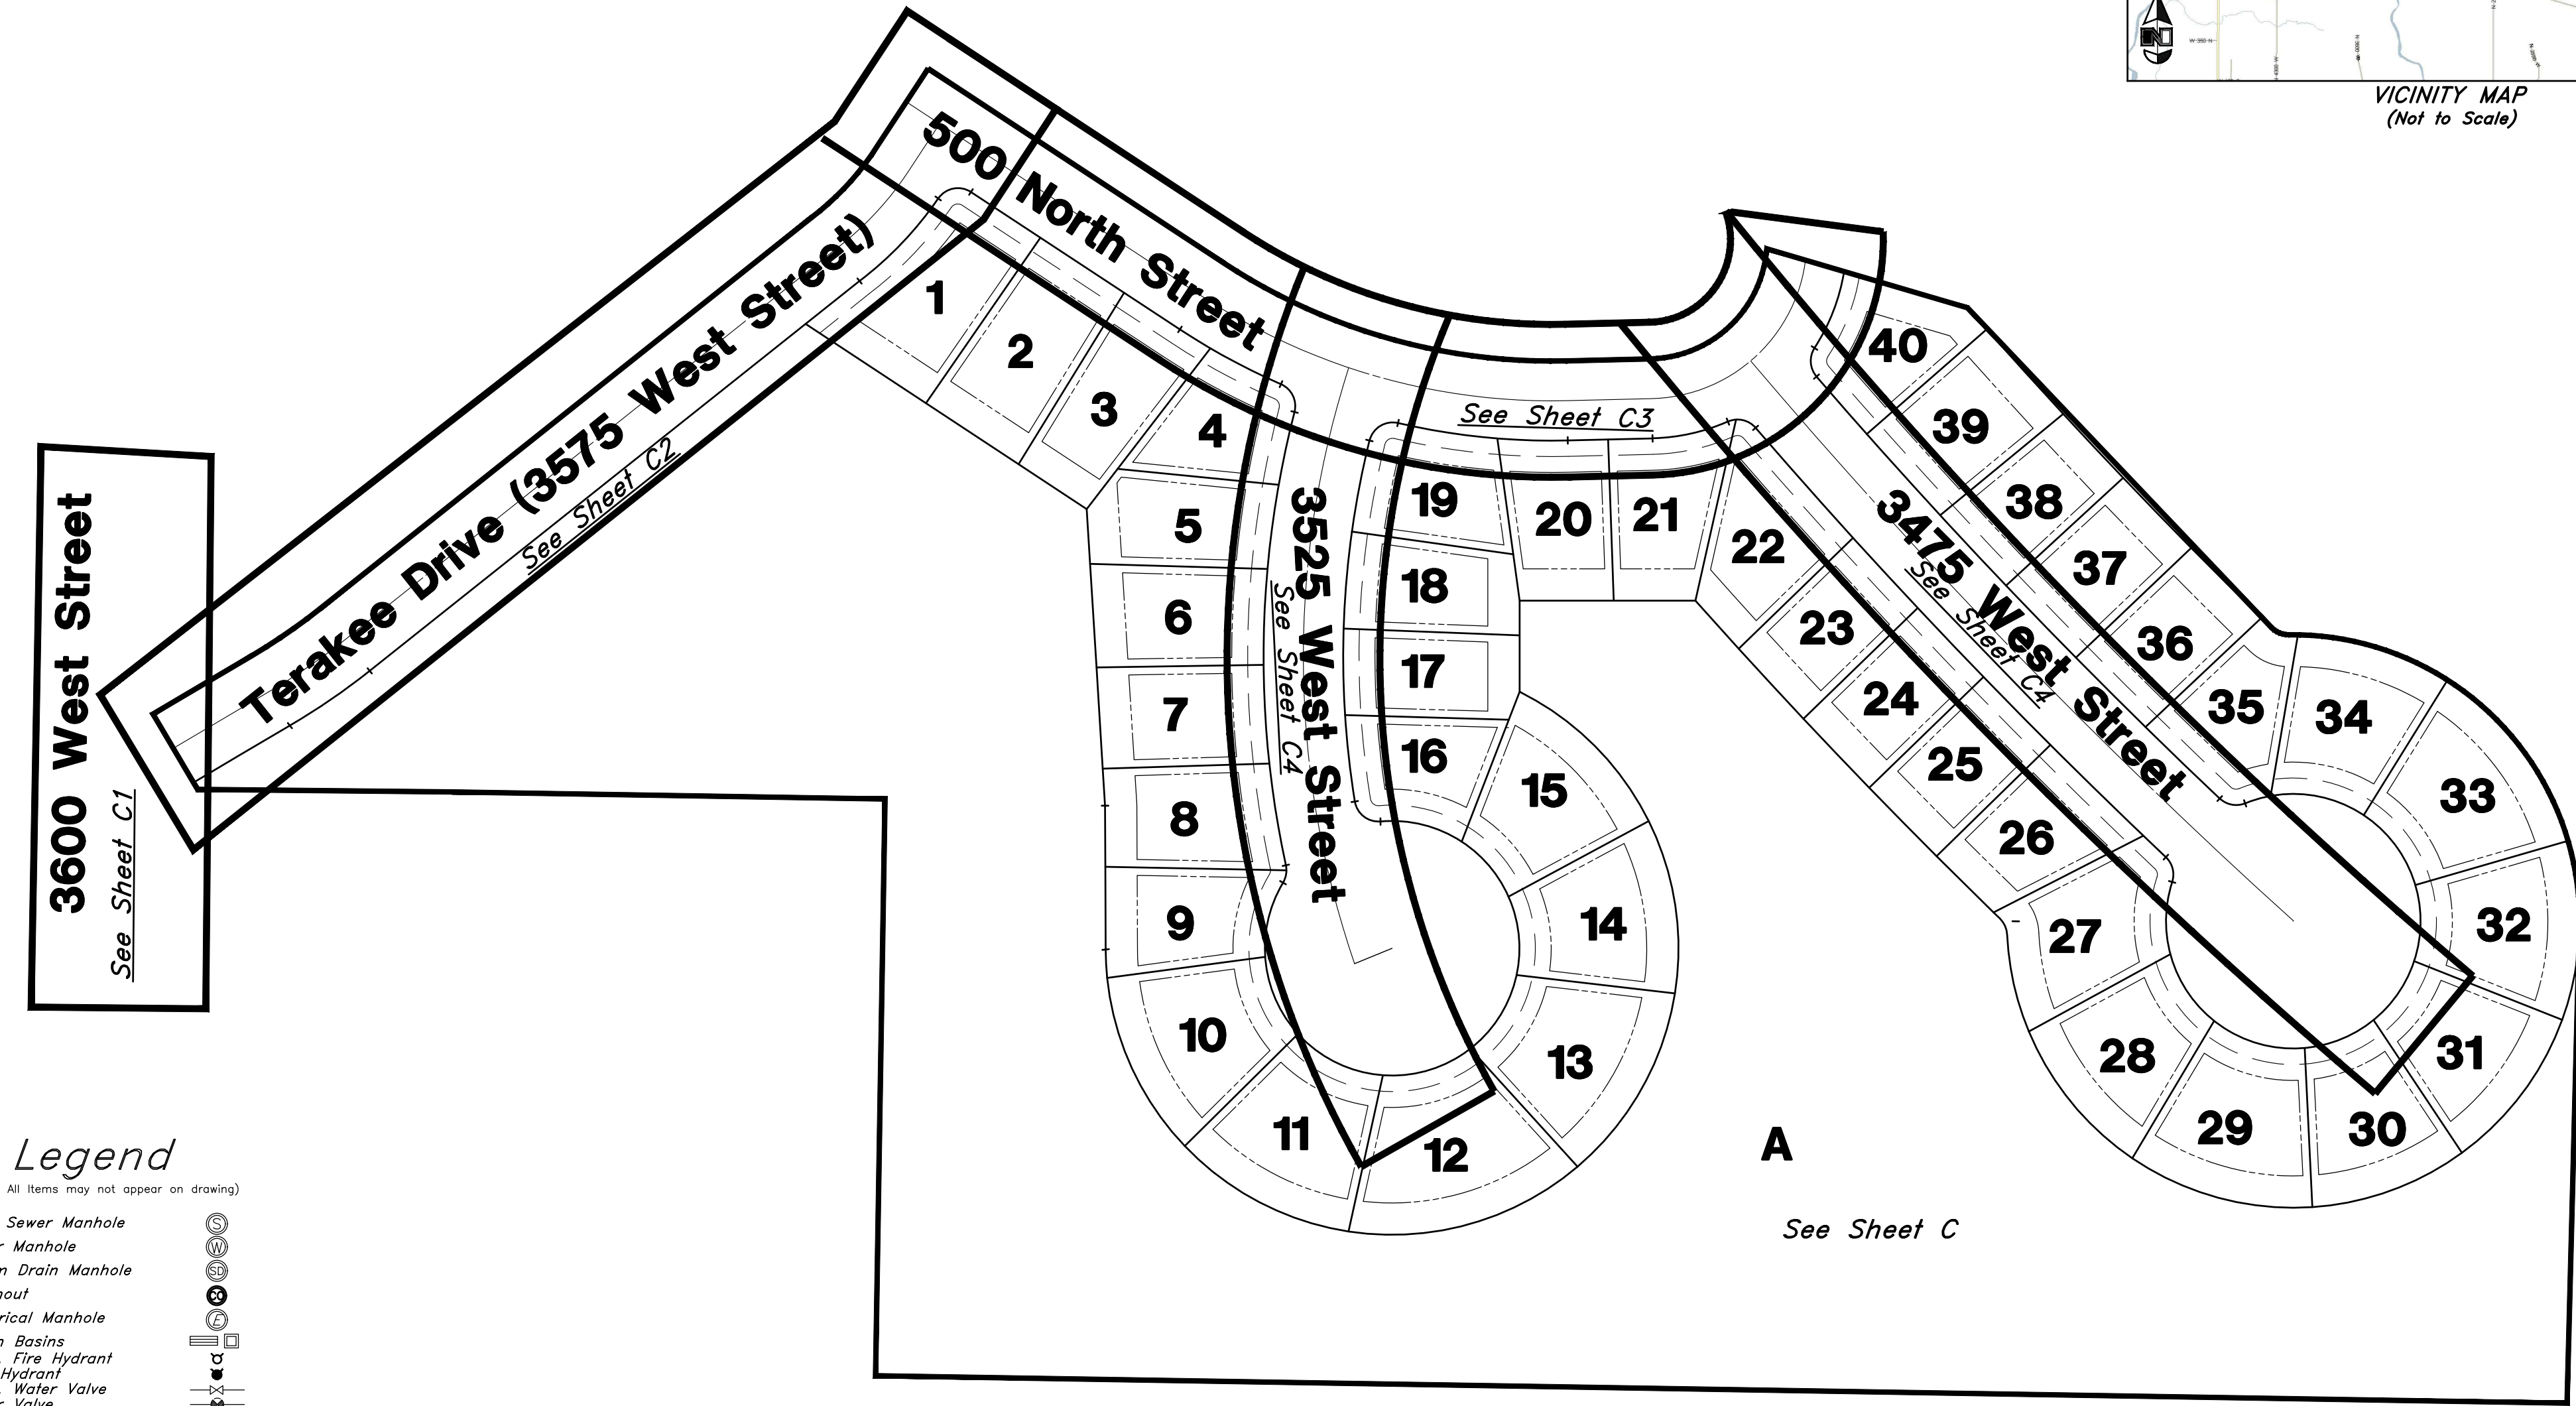 N
W 350 N
VICINITY MAP
(Not to Scale)
500 North Street
Terakee Drive (3575 West Street)
See Sheet C2
3600 West Street
See Sheet C1
See Sheet C3
3525 West Street
See Sheet C4
3475 West Street
See Sheet C4
1
2
3
4
5
6
7
8
9
10
11
12
13
14
15
16
17
18
19
20
21
22
23
24
25
26
27
28
29
30
31
32
33
34
35
36
37
38
39
40
A
See Sheet C
Legend
All Items may not appear on drawing)
Sewer Manhole S
r Manhole W
m Drain Manhole SD
nout CO
rical Manhole E
n Basins
. Fire Hydrant
Hydrant
. Water Valve
r Valve